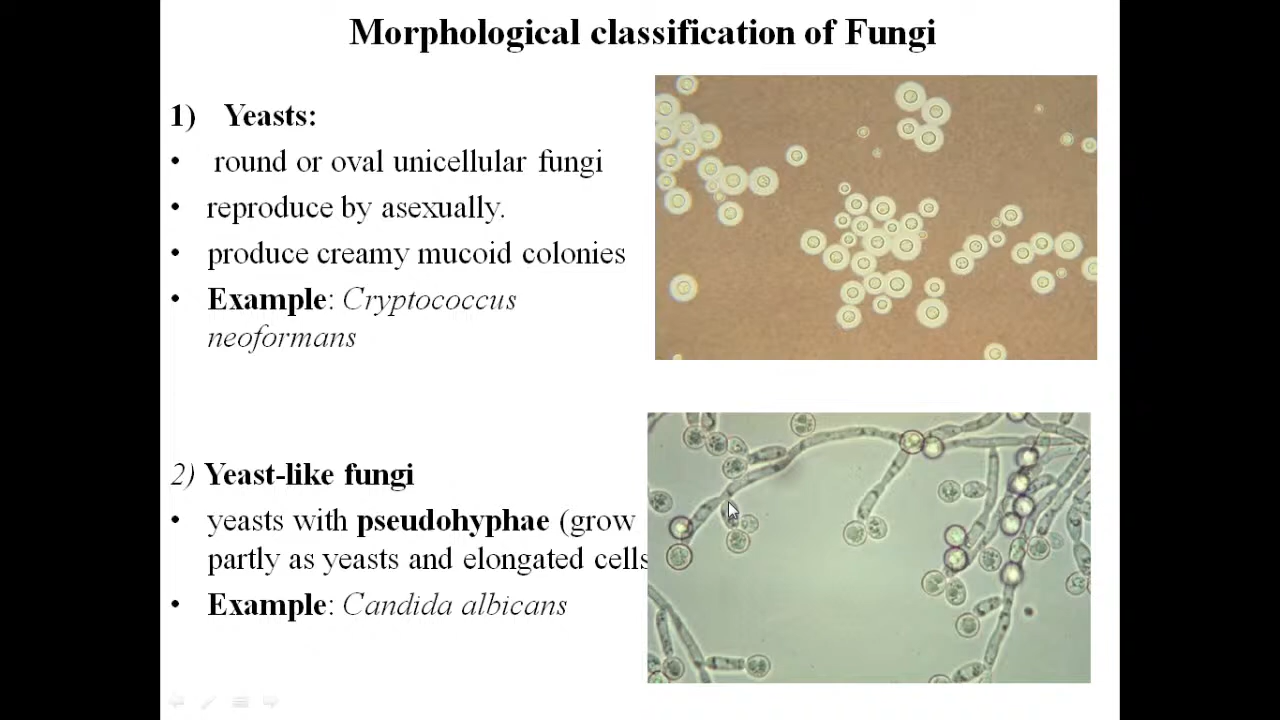 Morphological classification of Fungi
1) Yeasts:
• round or oval unicellular fungi
• reproduce by asexually.
• produce creamy mucoid colonies
• Example: Cryptococcus
neoformans
2) Yeast-like fungi
• yeasts with pseudohyphae (grow
partly as yeasts and elongated cells
• Example: Candida albicans